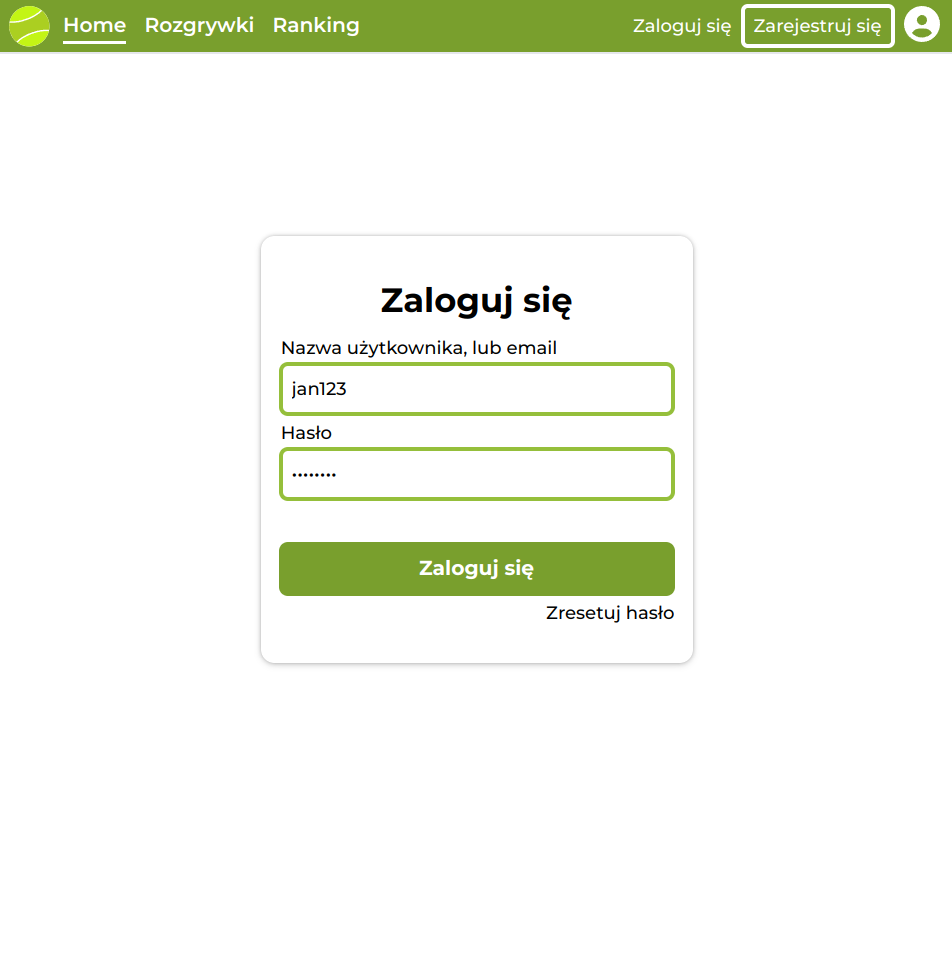 Home Rozgrywki Ranking Zaloguj się Zarejestruj się
Zaloguj się
Nazwa użytkownika, lub email
jan123
Hasło
••••••••
Zaloguj się
Zresetuj hasło